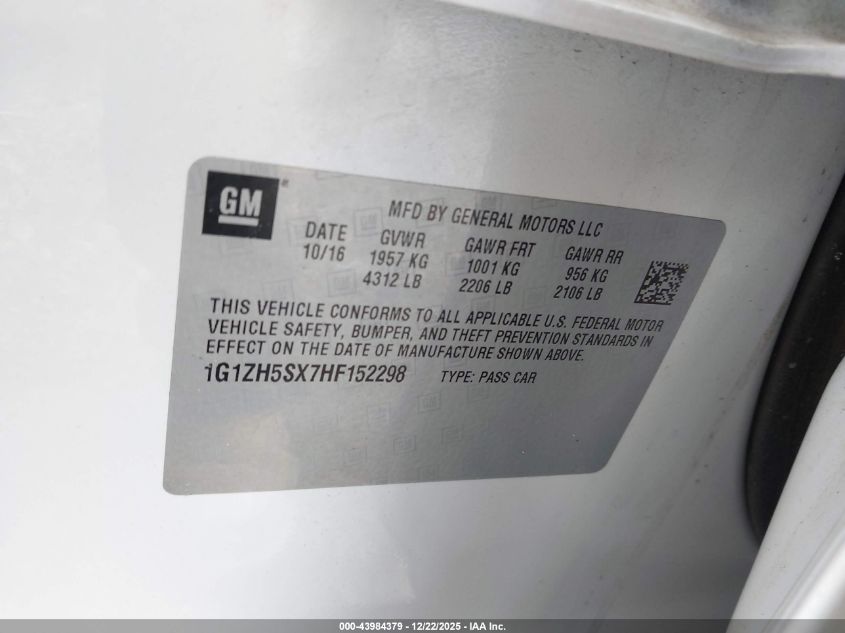 GM
MFD BY GENERAL MOTORS LLC
DATE GVWR GAWR FRT GAWR RR
10/16 1957 KG 1001 KG 956 KG
4312 LB 2206 LB 2106 LB
THIS VEHICLE CONFORMS TO ALL APPLICABLE U.S. FEDERAL MOTOR
VEHICLE SAFETY, BUMPER, AND THEFT PREVENTION STANDARDS IN
EFFECT ON THE DATE OF MANUFACTURE SHOWN ABOVE.
1G1ZH5SX7HF152298 TYPE: PASS CAR
000-43984379 - 12/22/2025 - IAA Inc.